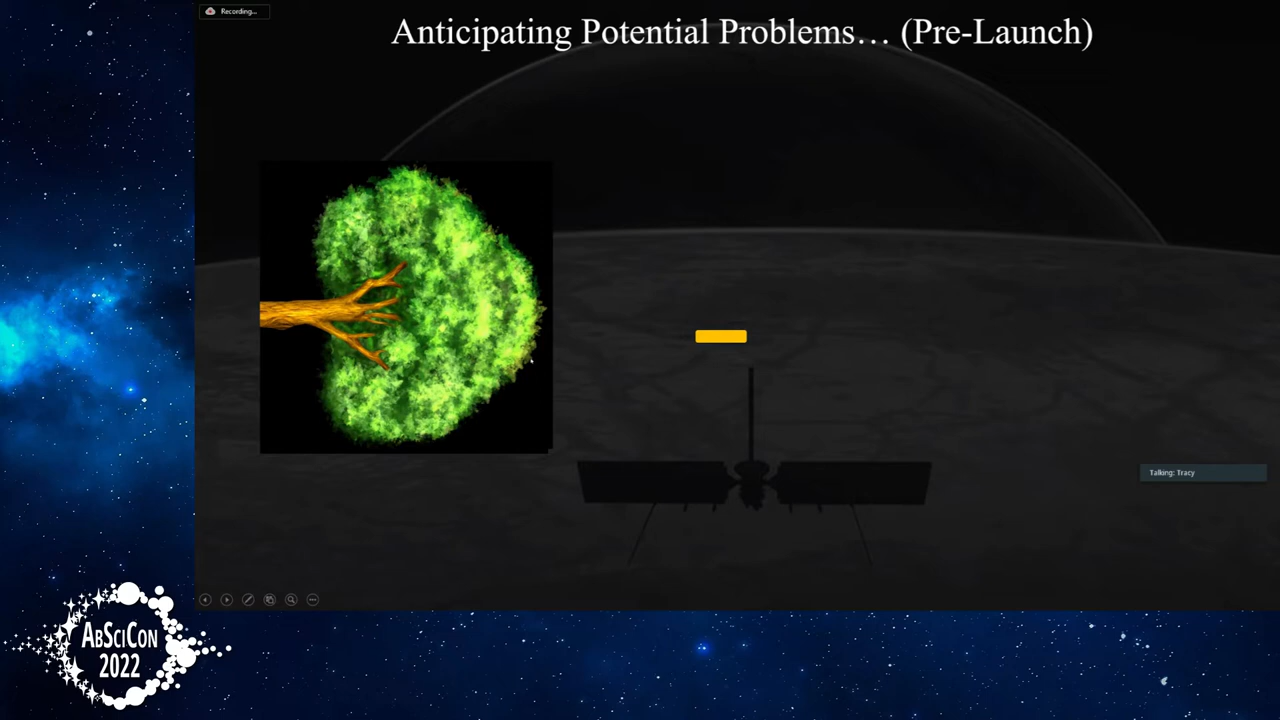 Recording...
Anticipating Potential Problems… (Pre-Launch)
Talking: Tracy
AbSciCon
2022